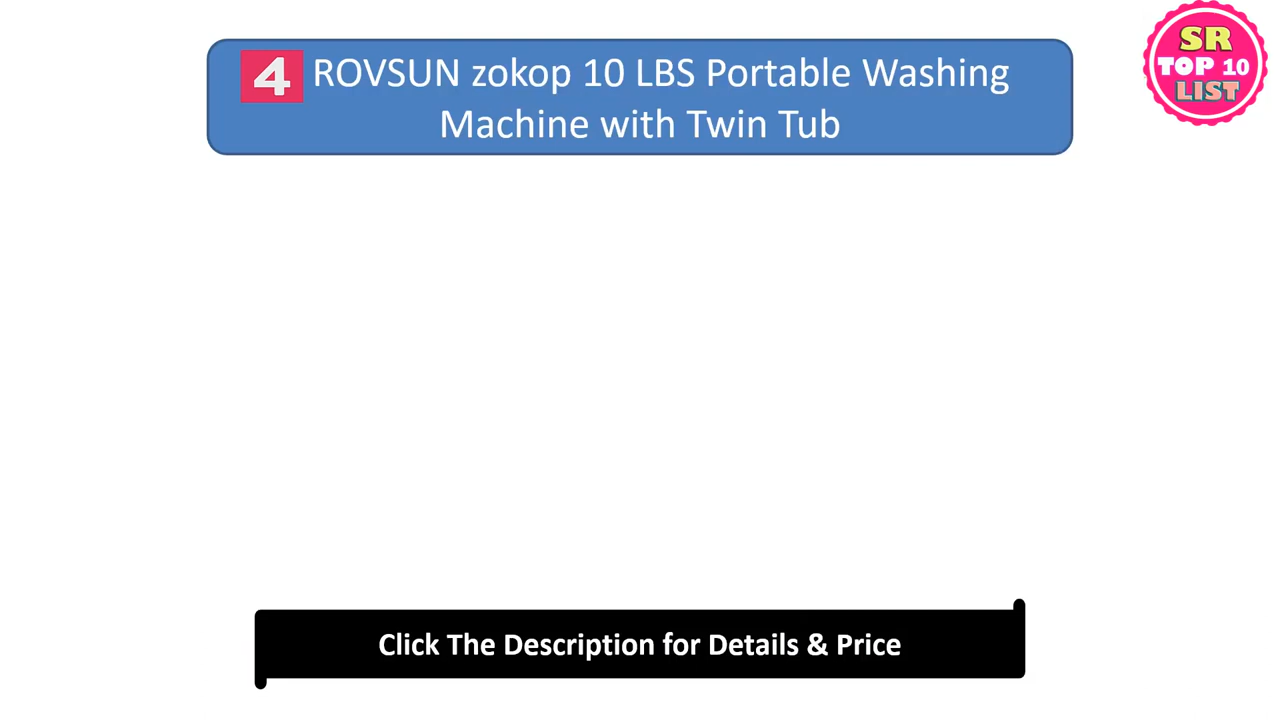 4 ROVSUN zokop 10 LBS Portable Washing
Machine with Twin Tub
SR
TOP 10
LIST
Click The Description for Details & Price